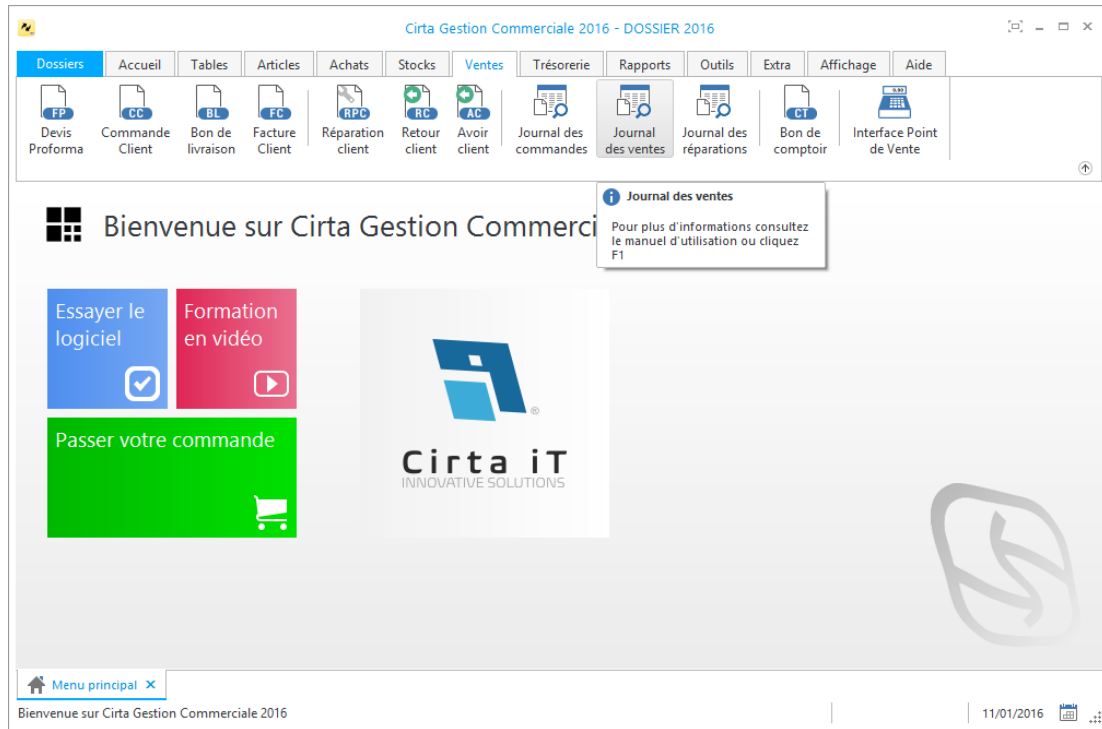 Cirta Gestion Commerciale 2016 - DOSSIER 2016
Dossiers Accueil Tables Articles Achats Stocks Ventes Trésorerie Rapports Outils Extra Affichage Aide
FP CC BL FC RPC RC AC CT 0.00
Devis Commande Bon de Facture Réparation Retour Avoir Journal des Journal Journal des Bon de Interface Point
Proforma Client livraison Client client client client commandes des ventes réparations comptoir de Vente
Journal des ventes
Pour plus d'informations consultez
le manuel d'utilisation ou cliquez
F1
Bienvenue sur Cirta Gestion Commerci
Essayer le
logiciel
Formation
en vidéo
Passer votre commande
Cirta iT
INNOVATIVE SOLUTIONS
®
Menu principal
Bienvenue sur Cirta Gestion Commerciale 2016
11/01/2016